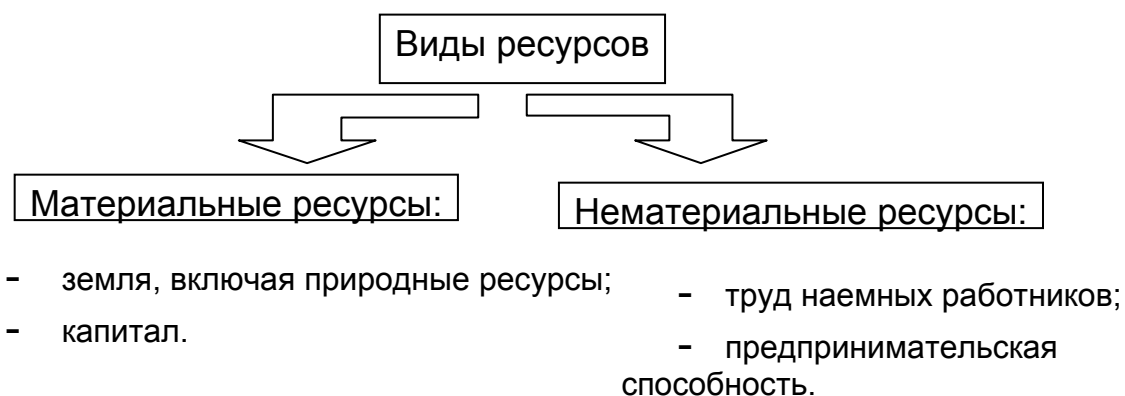 Виды ресурсов
Материальные ресурсы:
- земля, включая природные ресурсы;
- капитал.
Нематериальные ресурсы:
- труд наемных работников;
- предпринимательская
способность.